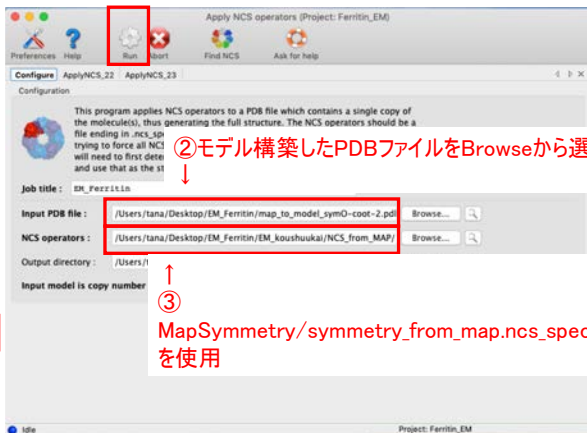 Apply NCS operators (Project: Ferritin_EM)
Preferences Help Run Abort Find NCS Ask for help
Configure ApplyNCS_22 ApplyNCS_23
Configuration
This program applies NCS operators to a PDB file which contains a single copy of
the molecule(s), thus generating the full structure. The NCS operators should be a
file ending in .ncs_sp
trying to force all NCS
will need to first dete
and use that as the st
②モデル構築したPDBファイルをBrowseから選
↓
Job title : EM_Ferritin
Input PDB file : /Users/tana/Desktop/EM_Ferritin/map_to_model_symO-coot-2.pdb Browse...
NCS operators : /Users/tana/Desktop/EM_Ferritin/EM_koushuukai/NCS_from_MAP/ Browse...
Output directory : /Users/
Input model is copy number
↑
③
MapSymmetry/symmetry_from_map.ncs_spec
を使用
Idle Project: Ferritin_EM